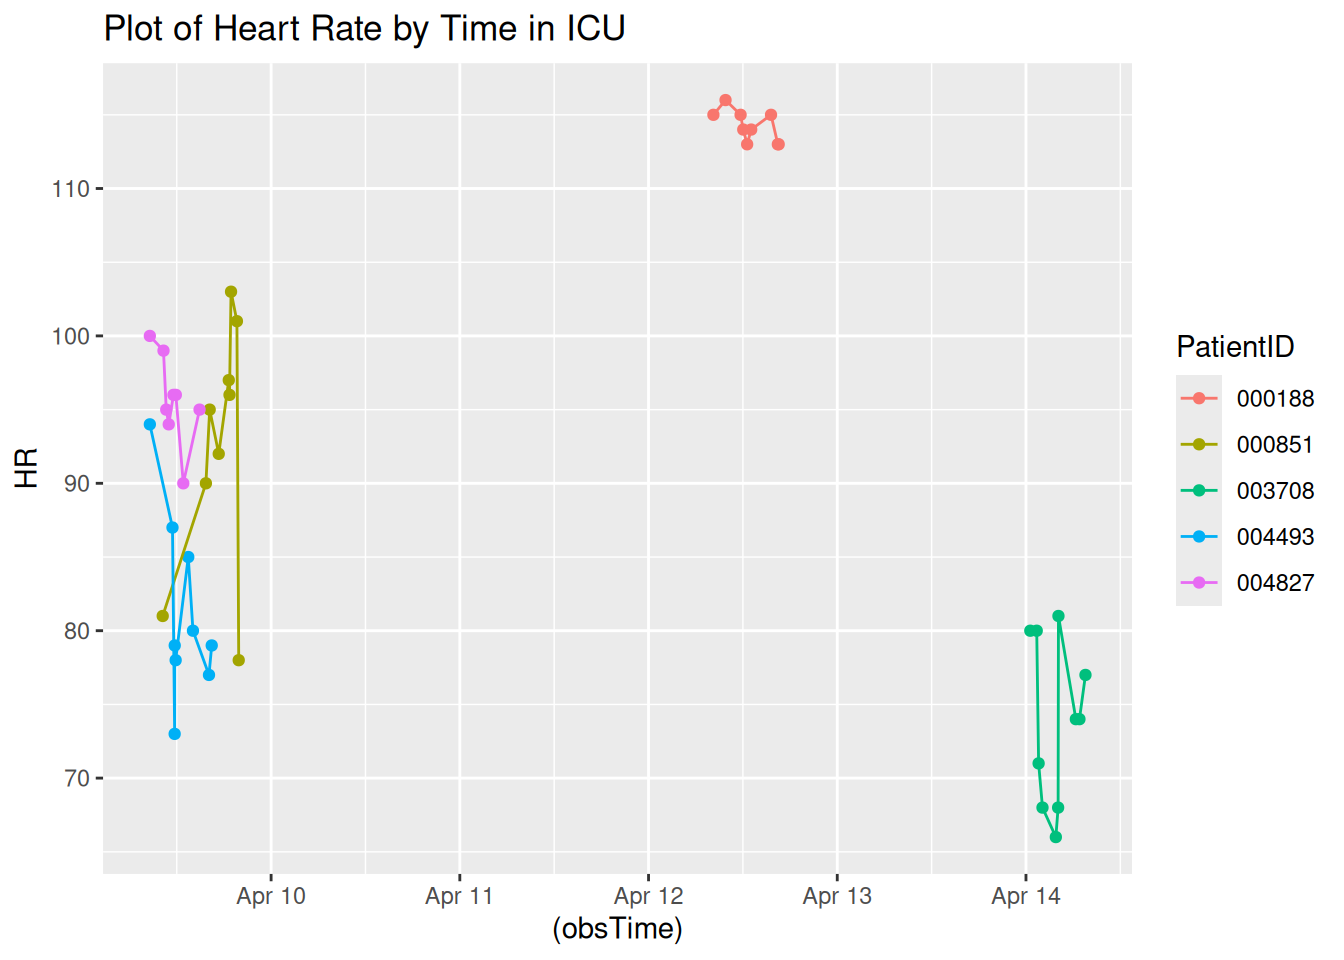 Plot of Heart Rate by Time in ICU
110
100
90
80
70
HR
Apr 10
Apr 11
Apr 12
Apr 13
Apr 14
(obsTime)
PatientID
000188
000851
003708
004493
004827